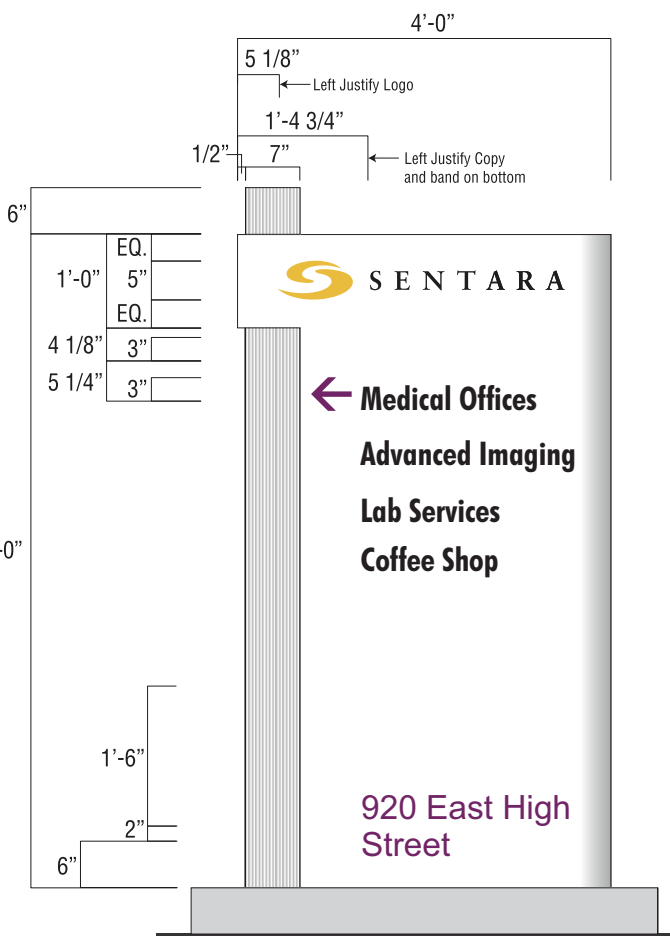 4’-0”
5 1/8”
Left Justify Logo
1’-4 3/4”
1/2”
7”
Left Justify Copy
and band on bottom
6”
EQ.
1’-0”
5”
EQ.
SENTARA
4 1/8”
3”
5 1/4”
3”
Medical Offices
Advanced Imaging
Lab Services
-0”
Coffee Shop
1’-6”
2”
6”
920 East High
Street